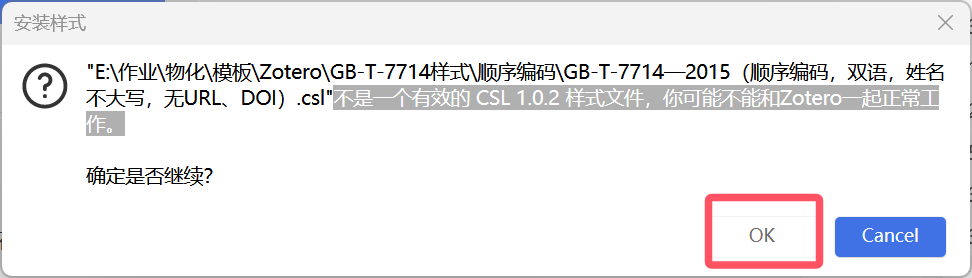 安装样式
"E:\作业\物化\模板\Zotero\GB-T-7714样式\顺序编码\GB-T-7714—2015（顺序编码，双语，姓名
不大写，无URL、DOI）.csl"不是一个有效的 CSL 1.0.2 样式文件，你可能不能和Zotero一起正常工
作。
确定是否继续？
OK
Cancel